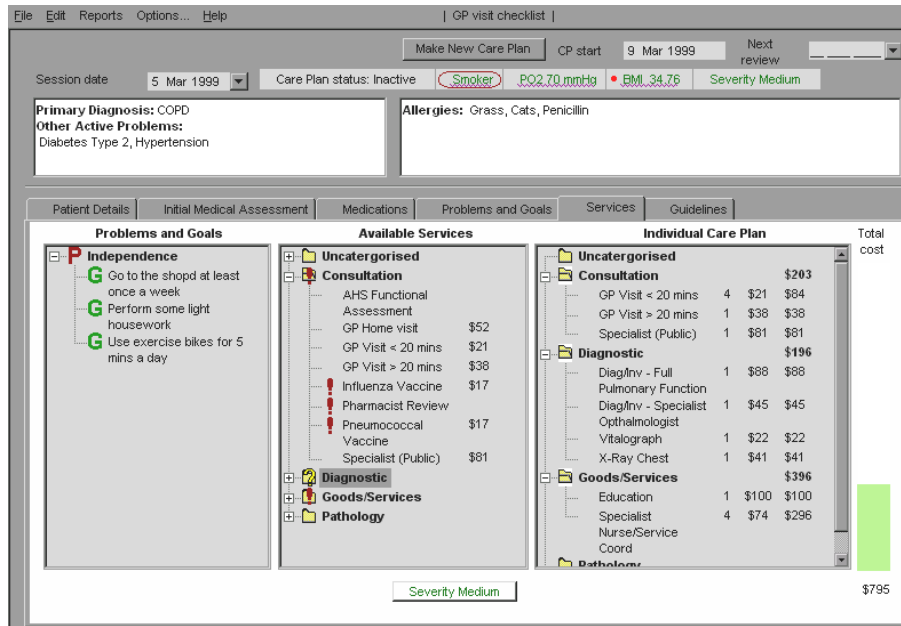 File Edit Reports Options... Help | GP visit checklist |
Make New Care Plan CP start 9 Mar 1999 Next review __ __ ____
Session date 5 Mar 1999 Care Plan status: Inactive Smoker PO2 70 mmHg BMI 34.76 Severity Medium
Primary Diagnosis: COPD
Other Active Problems:
Diabetes Type 2, Hypertension
Allergies: Grass, Cats, Penicillin
Patient Details Initial Medical Assessment Medications Problems and Goals Services Guidelines
Problems and Goals
P Independence
G Go to the shopd at least
once a week
G Perform some light
housework
G Use exercise bikes for 5
mins a day
Available Services
Uncatergorised
Consultation
AHS Functional
Assessment
GP Home visit $52
GP Visit < 20 mins $21
GP Visit > 20 mins $38
Influenza Vaccine $17
Pharmacist Review
Pneumococcal $17
Vaccine
Specialist (Public) $81
Diagnostic
Goods/Services
Pathology
Individual Care Plan
Uncatergorised
Consultation $203
GP Visit < 20 mins 4 $21 $84
GP Visit > 20 mins 1 $38 $38
Specialist (Public) 1 $81 $81
Diagnostic $196
Diag/Inv - Full 1 $88 $88
Pulmonary Function
Diag/Inv - Specialist 1 $45 $45
Opthalmologist
Vitalograph 1 $22 $22
X-Ray Chest 1 $41 $41
Goods/Services $396
Education 1 $100 $100
Specialist 4 $74 $296
Nurse/Service
Coord
Pathology
Total
cost
$795
Severity Medium